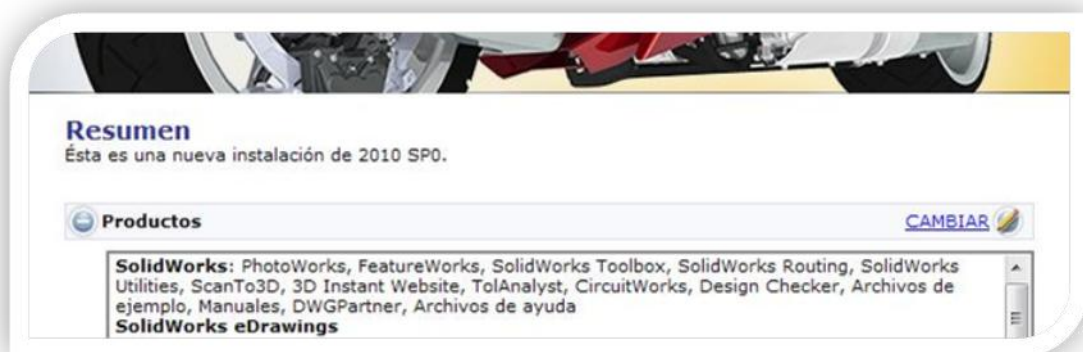 Resumen
Ésta es una nueva instalación de 2010 SP0.
Productos
CAMBIAR
SolidWorks: PhotoWorks, FeatureWorks, SolidWorks Toolbox, SolidWorks Routing, SolidWorks
Utilities, ScanTo3D, 3D Instant Website, TolAnalyst, CircuitWorks, Design Checker, Archivos de
ejemplo, Manuales, DWGPartner, Archivos de ayuda
SolidWorks eDrawings